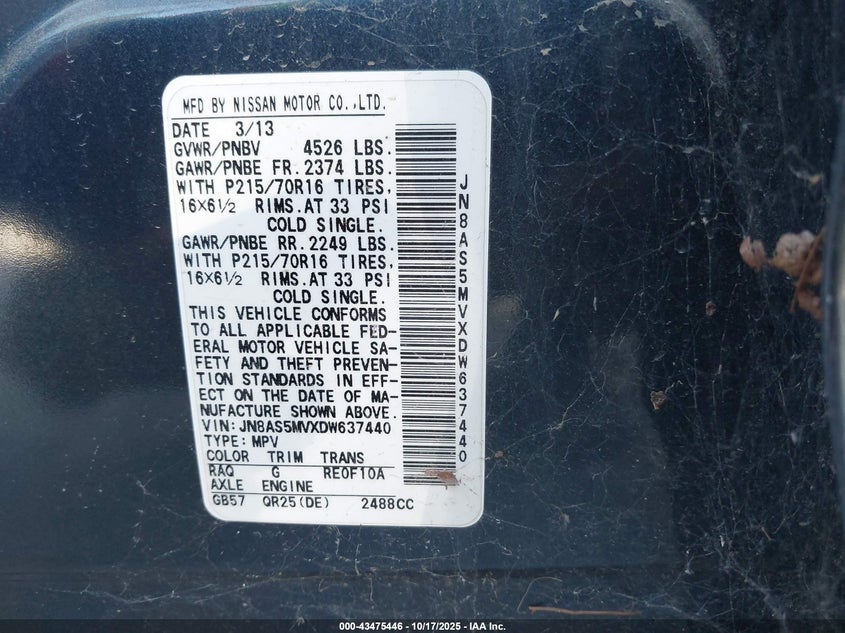 MFD BY NISSAN MOTOR CO.,LTD.
DATE 3/13
GVWR/PNBV 4526 LBS.
GAWR/PNBE FR. 2374 LBS.
WITH P215/70R16 TIRES,
16X6½ RIMS.AT 33 PSI
COLD SINGLE.
GAWR/PNBE RR. 2249 LBS.
WITH P215/70R16 TIRES,
16X6½ RIMS.AT 33 PSI
COLD SINGLE.
THIS VEHICLE CONFORMS
TO ALL APPLICABLE FED-
ERAL MOTOR VEHICLE SA-
FETY AND THEFT PREVEN-
TION STANDARDS IN EFF-
ECT ON THE DATE OF MA-
NUFACTURE SHOWN ABOVE.
VIN: JN8AS5MVXDW637440
TYPE: MPV
COLOR TRIM TRANS
RAQ G RE0F10A
AXLE ENGINE
GB57 QR25(DE) 2488CC
JN8AS5MVXDW637440
000-43475446 - 10/17/2025 - IAA Inc.